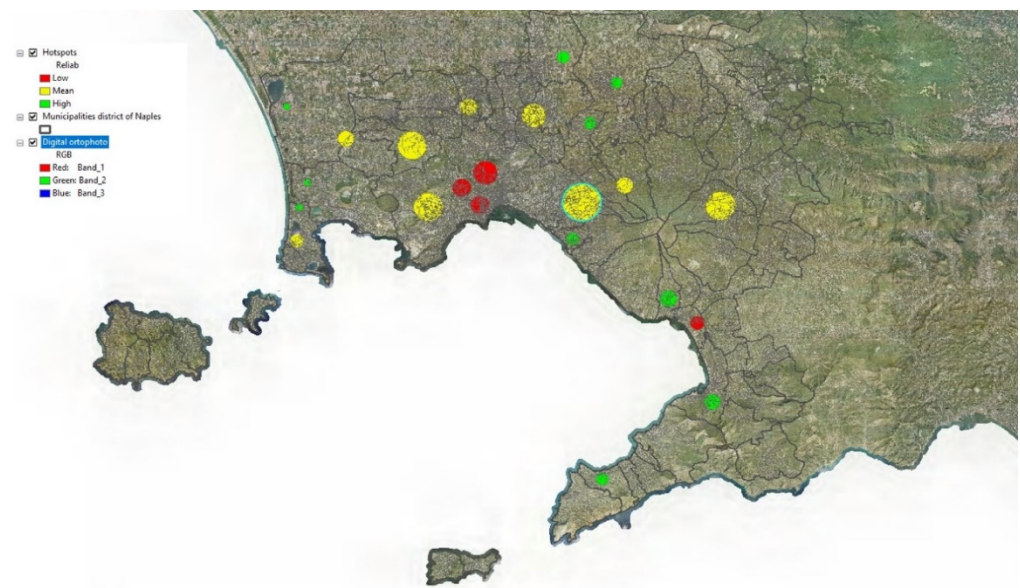 Hotspots
Reliab
Low
Mean
High
Municipalities district of Naples
Digital ortophoto
RGB
Red: Band_1
Green: Band_2
Blue: Band_3